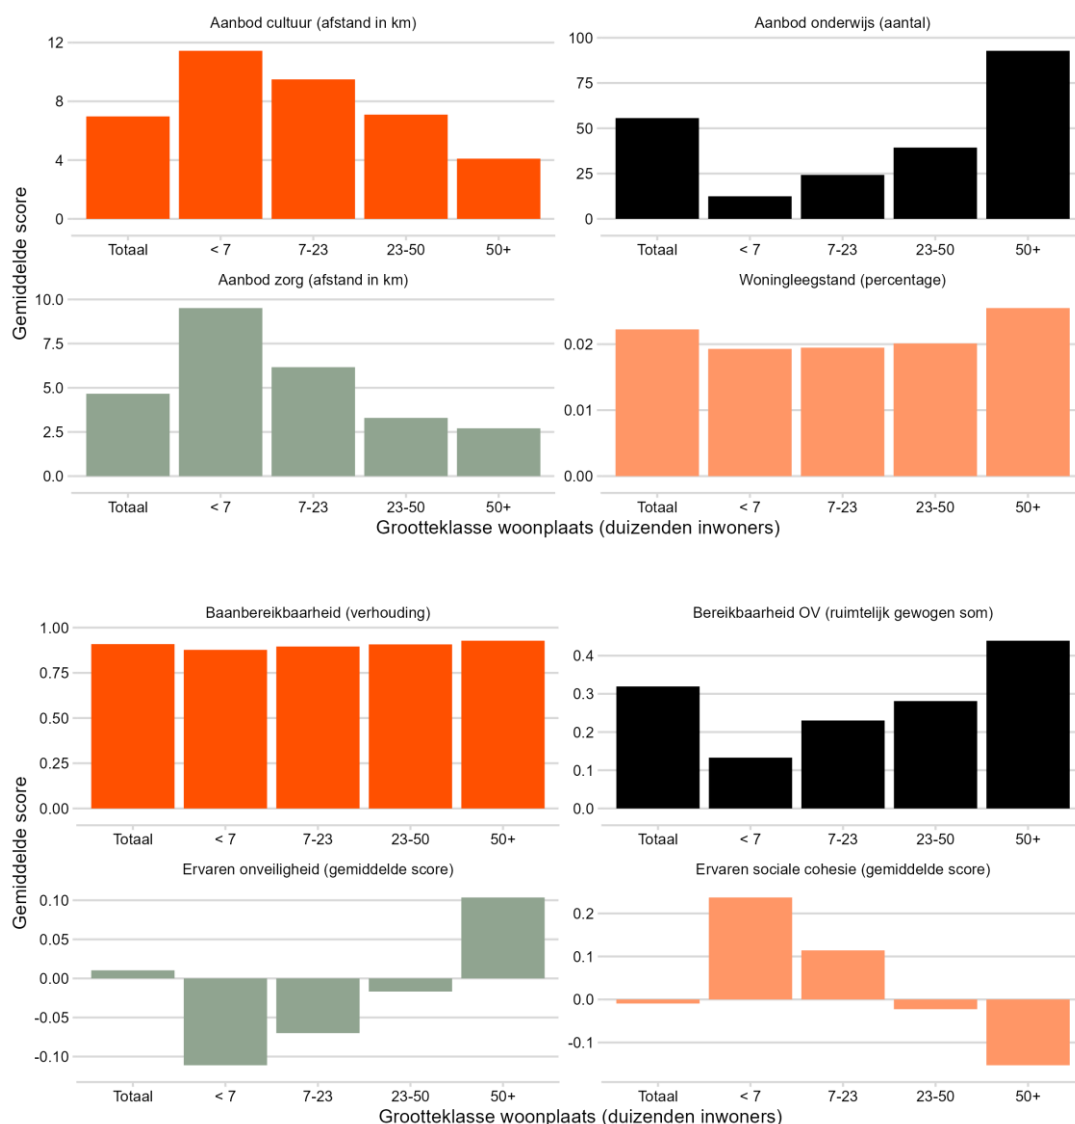 Aanbod cultuur (afstand in km)
12
8
4
0
Totaal < 7 7-23 23-50 50+
Aanbod onderwijs (aantal)
100
75
50
25
0
Totaal < 7 7-23 23-50 50+
Gemiddelde score
Aanbod zorg (afstand in km)
10.0
7.5
5.0
2.5
0.0
Totaal < 7 7-23 23-50 50+
Woningleegstand (percentage)
0.02
0.01
0.00
Totaal < 7 7-23 23-50 50+
Grootteklasse woonplaats (duizenden inwoners)
Baanbereikbaarheid (verhouding)
1.00
0.75
0.50
0.25
0.00
Totaal < 7 7-23 23-50 50+
Bereikbaarheid OV (ruimtelijk gewogen som)
0.4
0.3
0.2
0.1
0.0
Totaal < 7 7-23 23-50 50+
Gemiddelde score
Ervaren onveiligheid (gemiddelde score)
0.10
0.05
0.00
-0.05
-0.10
Totaal < 7 7-23 23-50 50+
Ervaren sociale cohesie (gemiddelde score)
0.2
0.1
0.0
-0.1
Totaal < 7 7-23 23-50 50+
Grootteklasse woonplaats (duizenden inwoners)